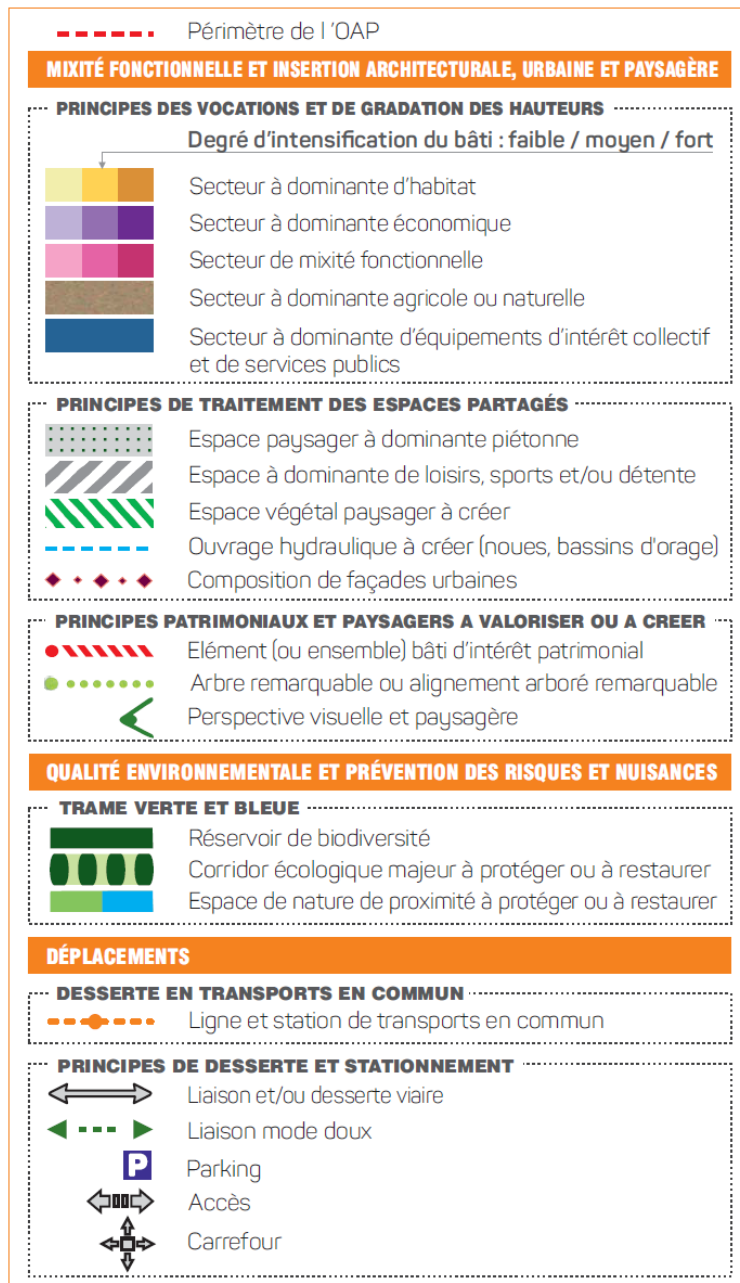 Périmètre de l 'OAP
MIXITÉ FONCTIONNELLE ET INSERTION ARCHITECTURALE, URBAINE ET PAYSAGÈRE
PRINCIPES DES VOCATIONS ET DE GRADATION DES HAUTEURS
Degré d'intensification du bâti : faible / moyen / fort
Secteur à dominante d'habitat
Secteur à dominante économique
Secteur de mixité fonctionnelle
Secteur à dominante agricole ou naturelle
Secteur à dominante d'équipements d'intérêt collectif
et de services publics
PRINCIPES DE TRAITEMENT DES ESPACES PARTAGÉS
Espace paysager à dominante piétonne
Espace à dominante de loisirs, sports et/ou détente
Espace végétal paysager à créer
Ouvrage hydraulique à créer (noues, bassins d'orage)
Composition de façades urbaines
PRINCIPES PATRIMONIAUX ET PAYSAGERS A VALORISER OU A CREER
Elément (ou ensemble) bâti d'intérêt patrimonial
Arbre remarquable ou alignement arboré remarquable
Perspective visuelle et paysagère
QUALITÉ ENVIRONNEMENTALE ET PRÉVENTION DES RISQUES ET NUISANCES
TRAME VERTE ET BLEUE
Réservoir de biodiversité
Corridor écologique majeur à protéger ou à restaurer
Espace de nature de proximité à protéger ou à restaurer
DÉPLACEMENTS
DESSERTE EN TRANSPORTS EN COMMUN
Ligne et station de transports en commun
PRINCIPES DE DESSERTE ET STATIONNEMENT
Liaison et/ou desserte viaire
Liaison mode doux
P Parking
Accès
Carrefour